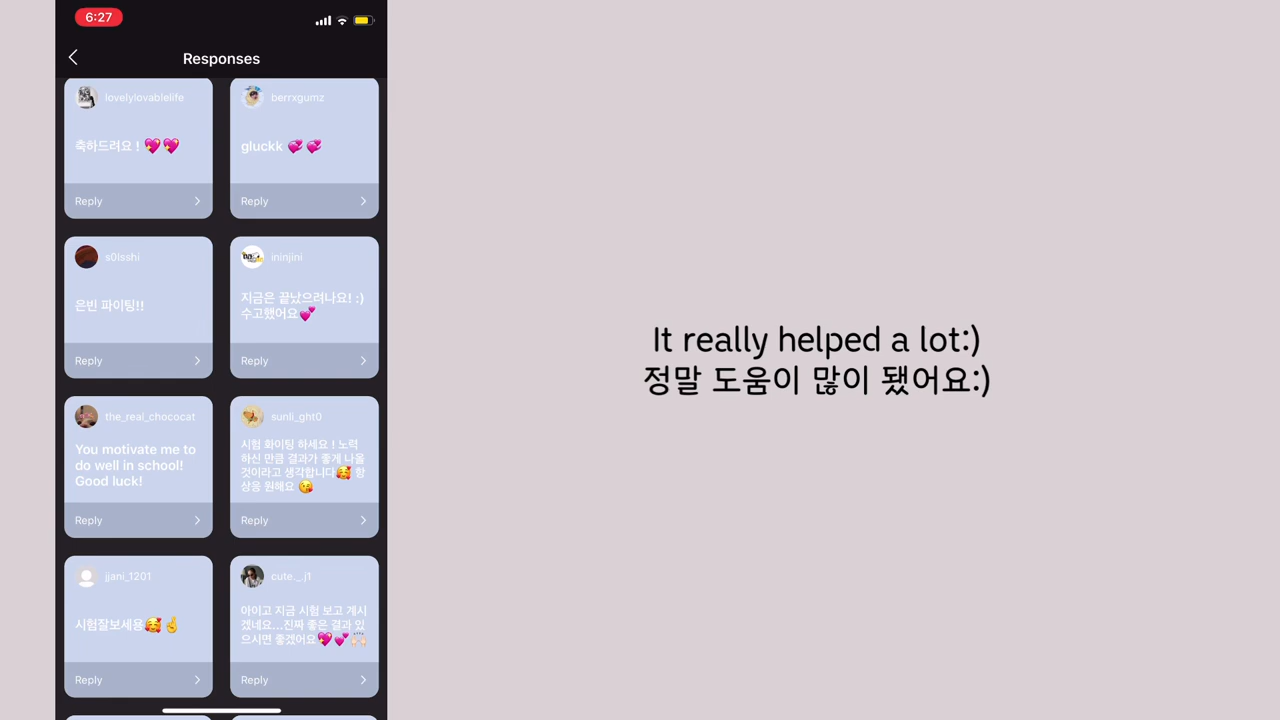 6:27
Responses
lovelylovablelife
축하드려요 ! 💖💖
Reply
berrxgumz
gluckk 💞 💞
Reply
s0lsshi
은빈 파이팅!!
Reply
ininjini
지금은 끝났으려나요! :)
수고했어요💕
Reply
the_real_chococat
You motivate me to
do well in school!
Good luck!
Reply
sunli_ght0
시험 화이팅 하세요 ! 노력
하신 만큼 결과가 좋게 나올
것이라고 생각합니다🥰 항
상응 원해요 😘
Reply
jjani_1201
시험잘보세용🥰🤞
Reply
cute._.j1
아이고 지금 시험 보고 계시
겠네요...진짜 좋은 결과 있
으시면 좋겠어요💖💕🙌🏻
Reply
It really helped a lot:)
정말 도움이 많이 됐어요:)